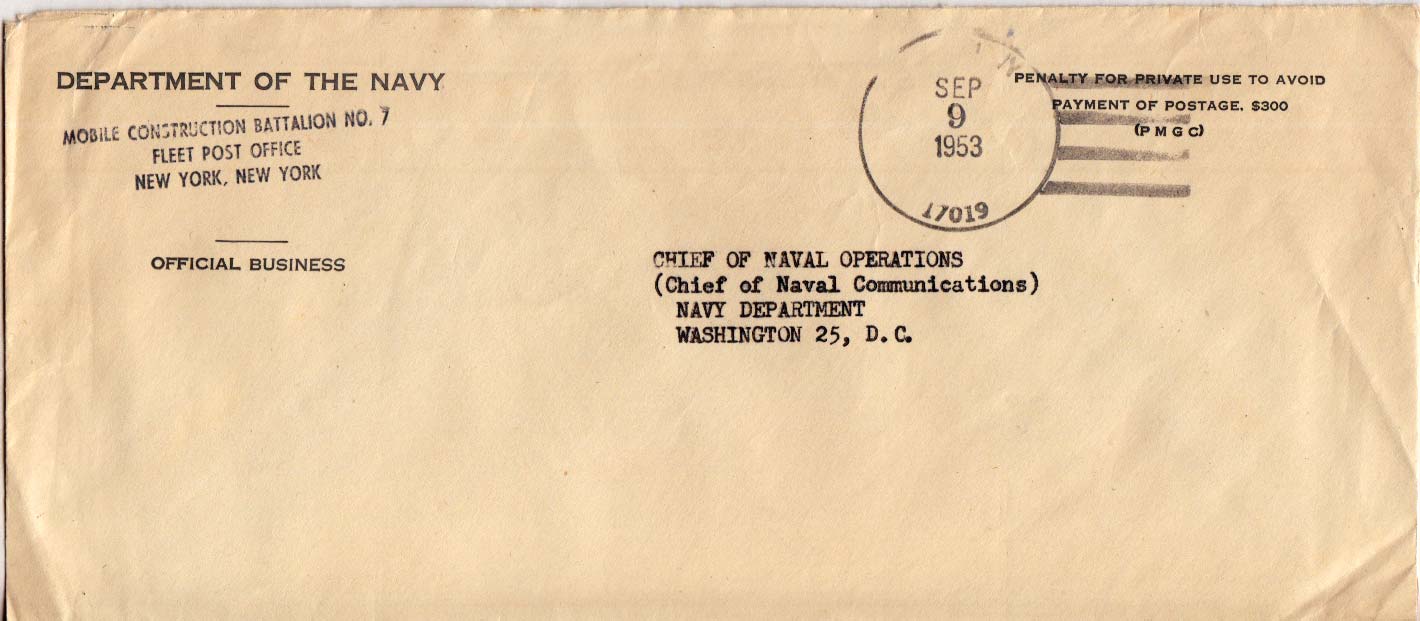 DEPARTMENT OF THE NAVY
MOBILE CONSTRUCTION BATTALION NO. 7
FLEET POST OFFICE
NEW YORK, NEW YORK
OFFICIAL BUSINESS
SEP
9
1953
17019
PENALTY FOR PRIVATE USE TO AVOID
PAYMENT OF POSTAGE, $300
(P M G C)
CHIEF OF NAVAL OPERATIONS
(Chief of Naval Communications)
NAVY DEPARTMENT
WASHINGTON 25, D.C.